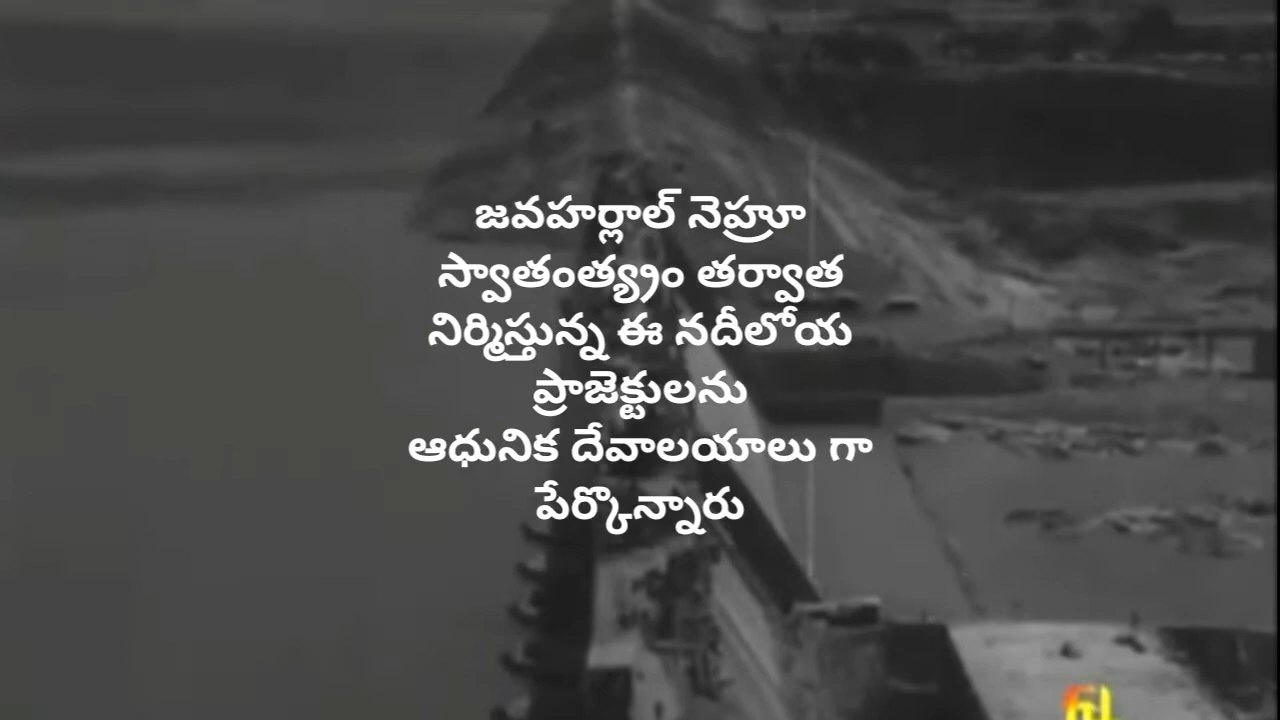 జవహర్లాల్ నెహ్రూ
స్వాతంత్య్రం తర్వాత
నిర్మిస్తున్న ఈ నదీలోయ
ప్రాజెక్టులను
ఆధునిక దేవాలయాలు గా
పేర్కొన్నారు